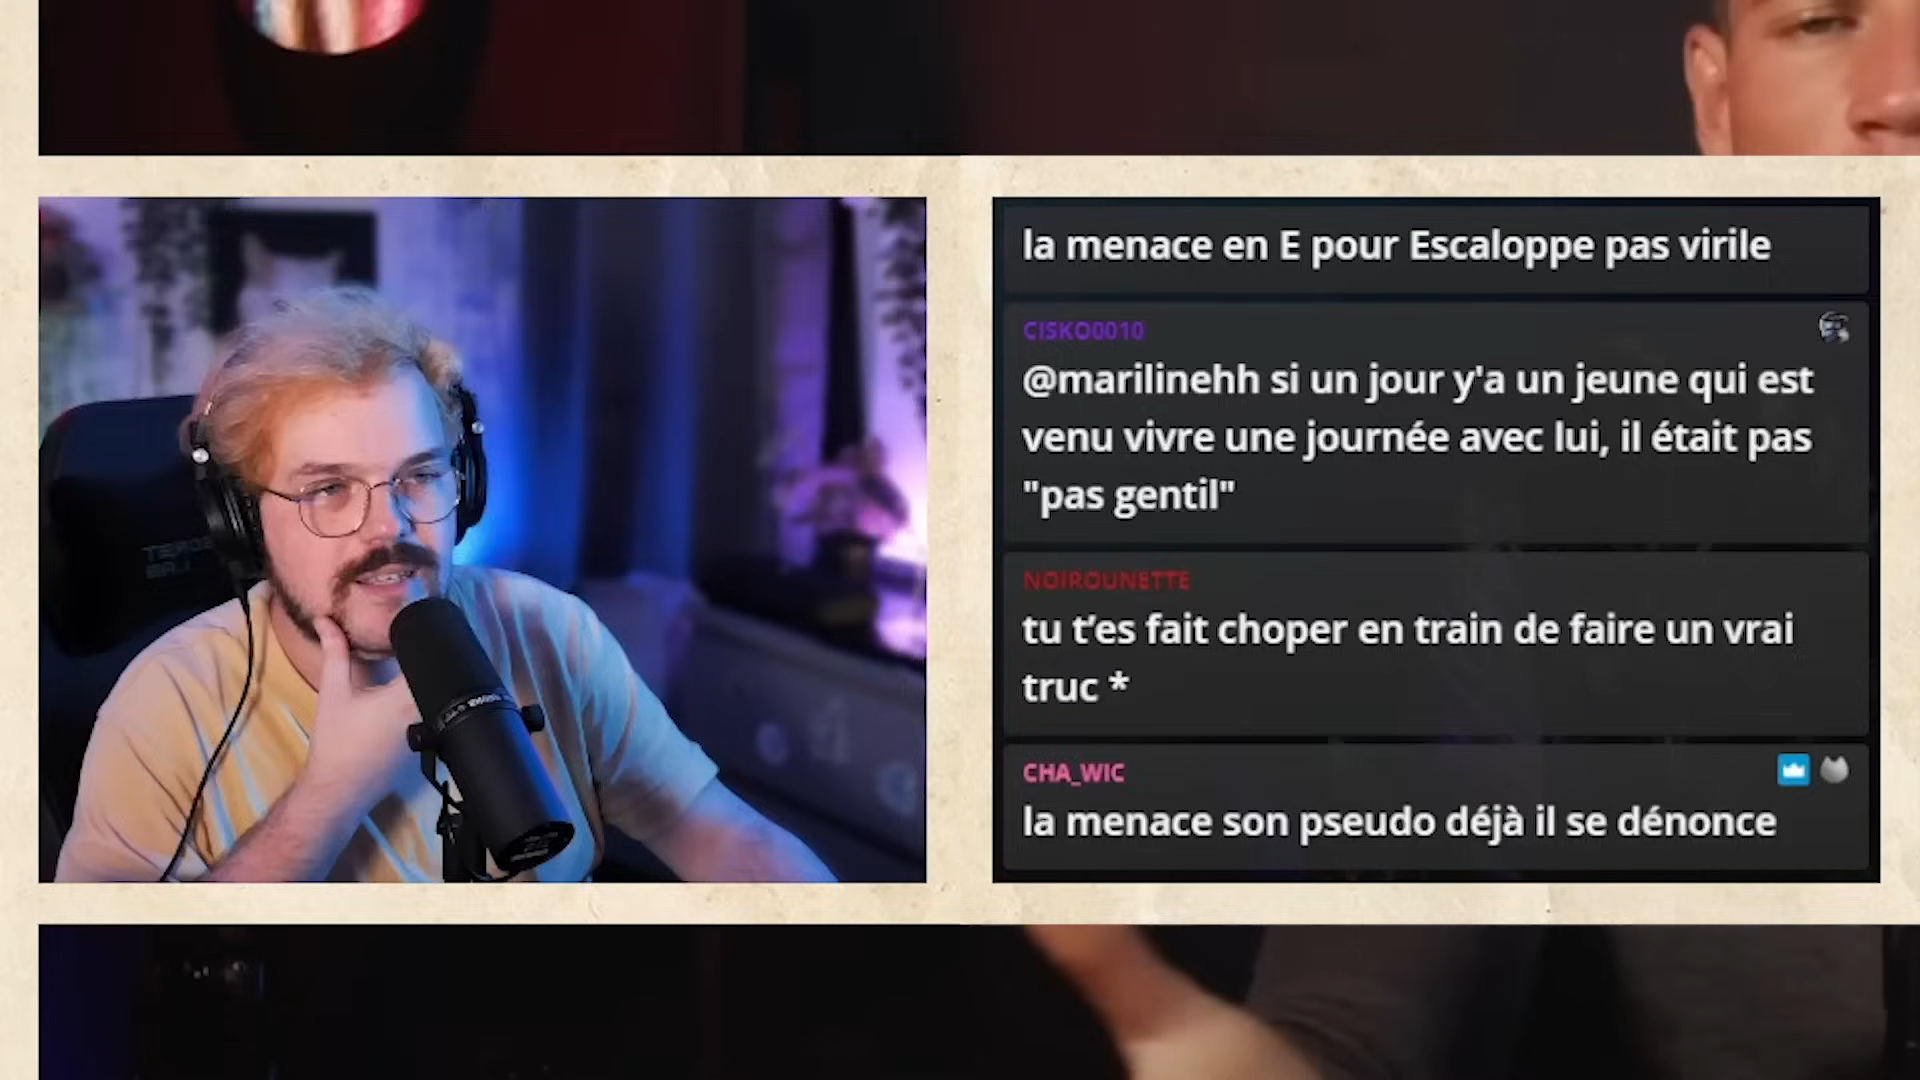 la menace en E pour Escaloppe pas virile
CISKO0010
@marilinehh si un jour y'a un jeune qui est
venu vivre une journée avec lui, il était pas
"pas gentil"
NOIROUNETTE
tu t’es fait choper en train de faire un vrai
truc *
CHA_WIC
la menace son pseudo déjà il se dénonce